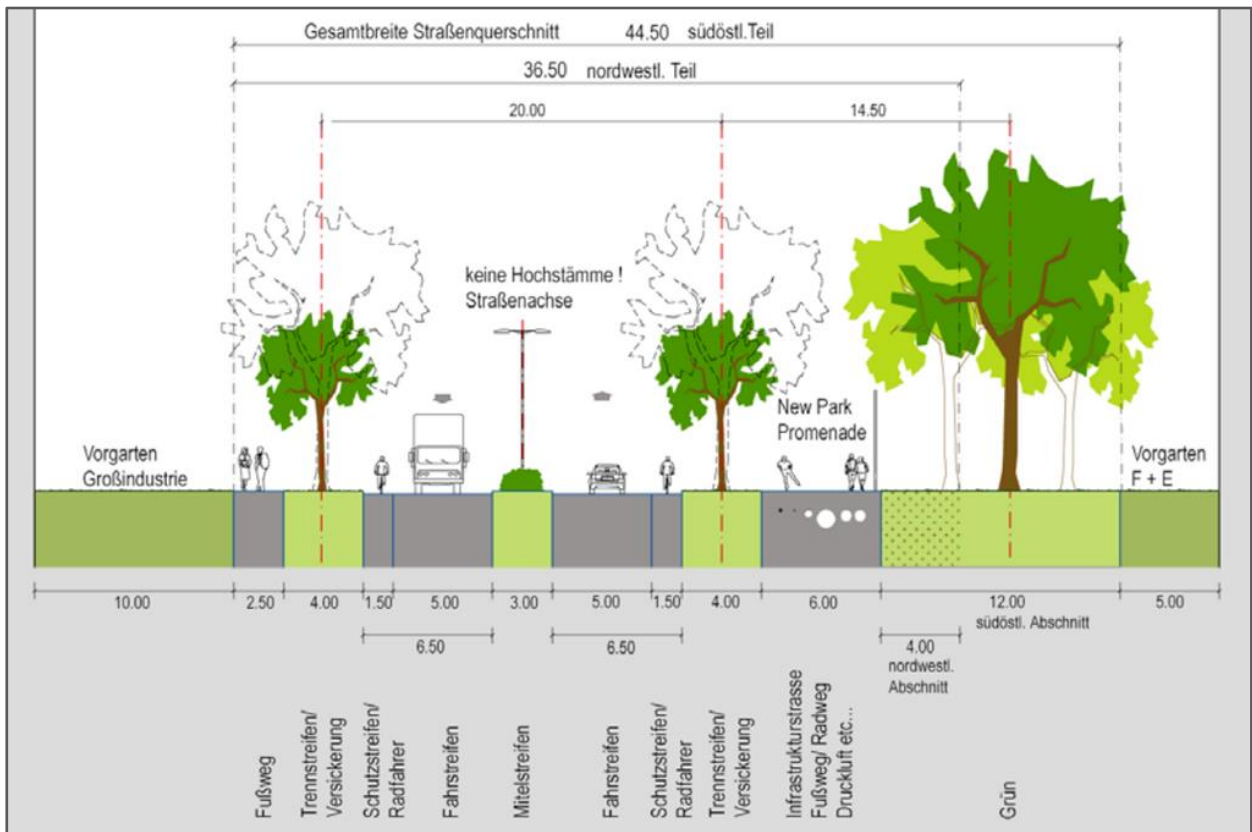 Gesamtbreite Straßenquerschnitt 44.50 südöstl.Teil
36.50 nordwestl. Teil
20.00 14.50
keine Hochstämme !
Straßenachse
New Park
Promenade
Vorgarten
Großindustrie
Vorgarten
F + E
10.00 2.50 4.00 1.50 5.00 3.00 5.00 1.50 4.00 6.00 12.00 5.00
südöstl. Abschnitt
6.50 6.50 4.00
nordwestl.
Abschnitt
Fußweg
Trennstreifen/
Versickerung
Schutzstreifen/
Radfahrer
Fahrstreifen
Mitelstreifen
Fahrstreifen
Schutzstreifen/
Radfahrer
Trennstreifen/
Versickerung
Infrastrukturstrasse
Fußweg/ Radweg
Druckluft etc...
Grün